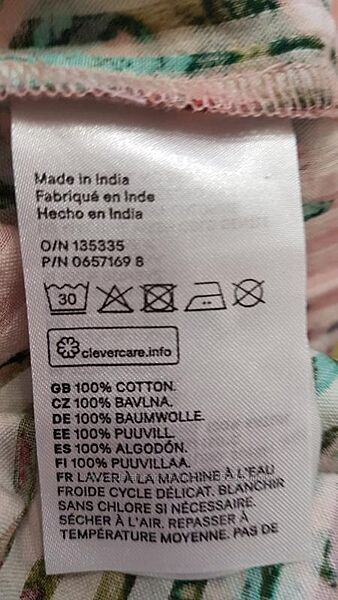 Made in India
Fabriqué en Inde
Hecho en India
O/N 135335
P/N 0657169 8
30
clevercare.info
GB 100% COTTON.
CZ 100% BAVLNA.
DE 100% BAUMWOLLE.
EE 100% PUUVILL.
ES 100% ALGODÓN.
FI 100% PUUVILLAA.
FR LAVER À LA MACHINE À L'EAU
FROIDE CYCLE DÉLICAT. BLANCHIR
SANS CHLORE SI NÉCESSAIRE.
SÉCHER À L'AIR. REPASSER À
TEMPÉRATURE MOYENNE. PAS DE